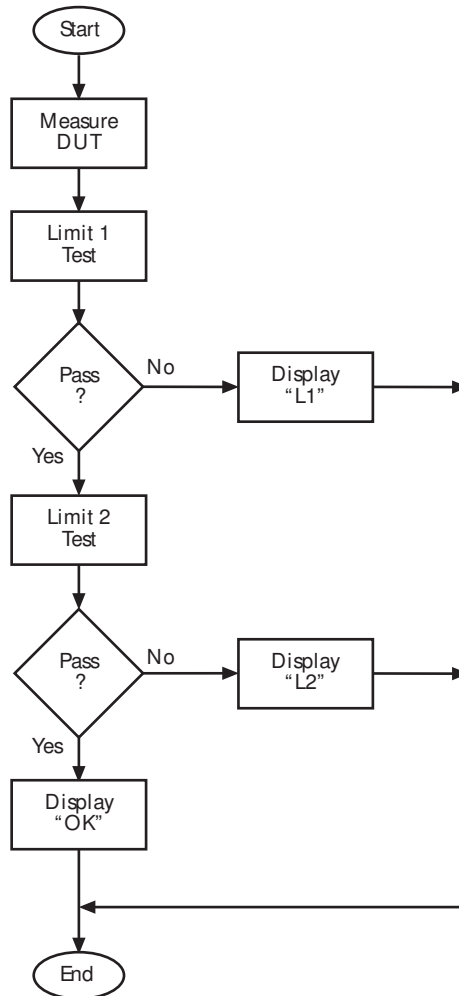 Start
Measure
DUT
Limit 1
Test
Pass
?
No
Display
“L1”
Yes
Limit 2
Test
Pass
?
No
Display
“L2”
Yes
Display
“OK”
End